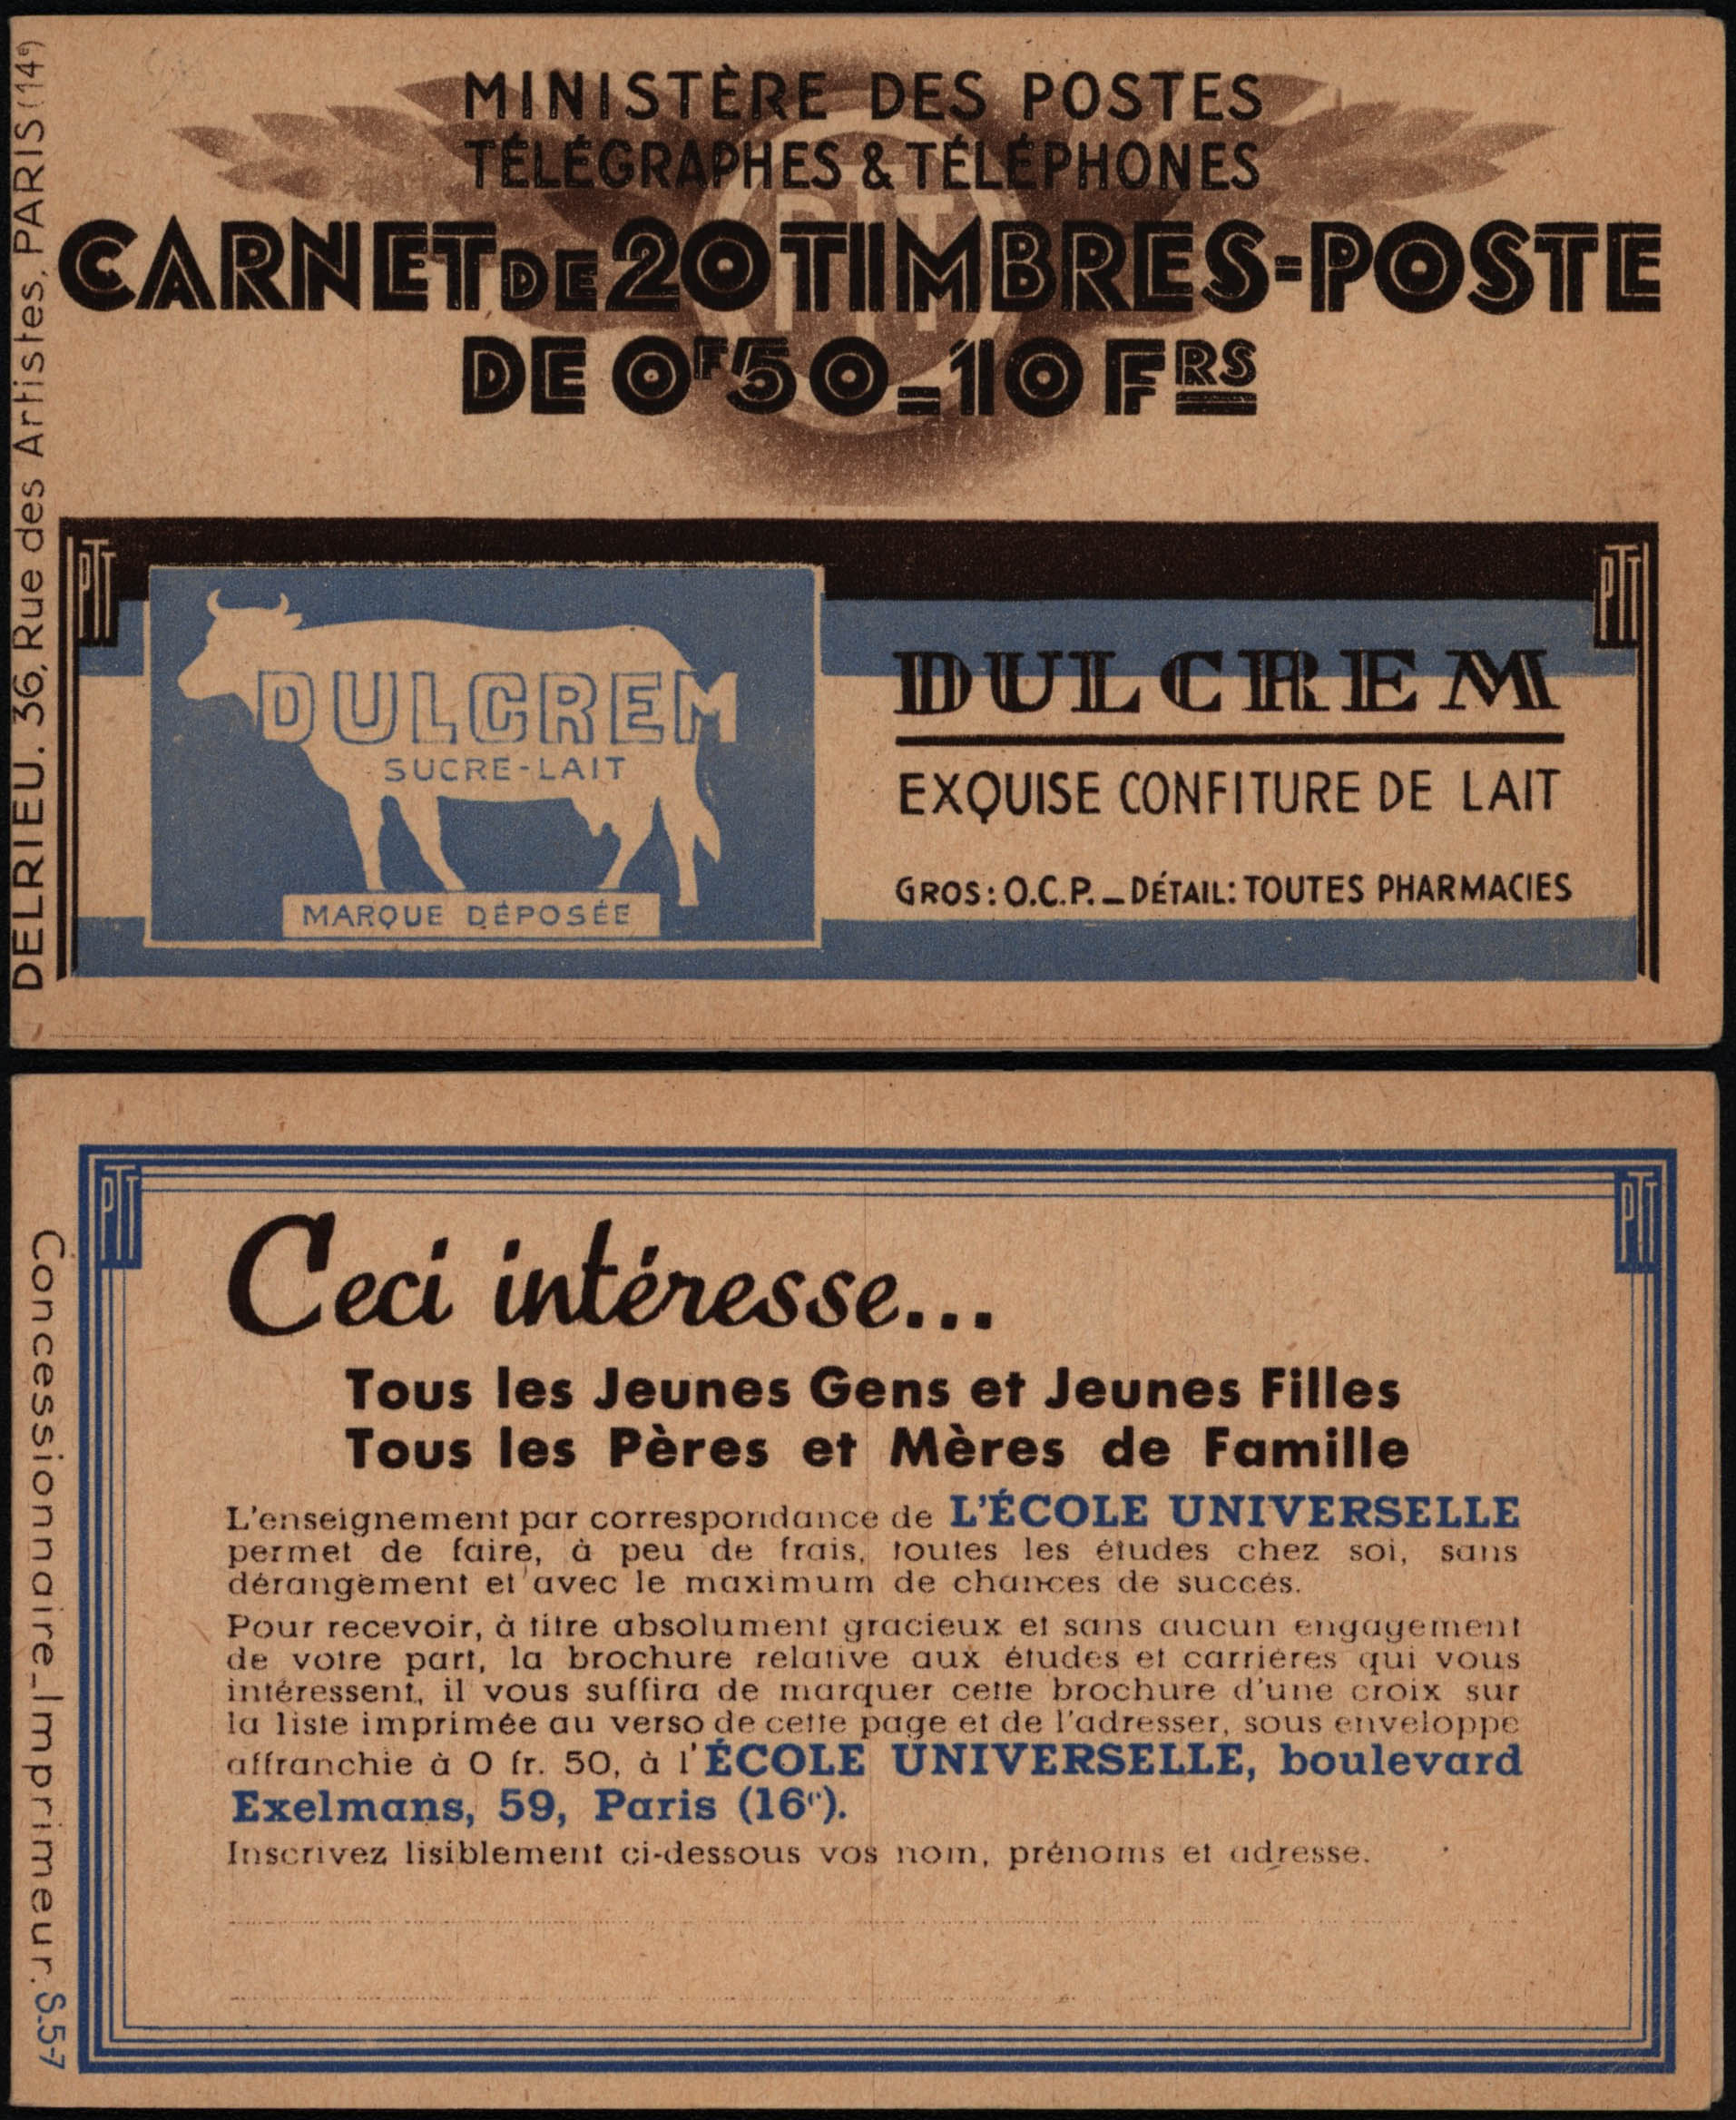 MINISTÈRE DES POSTES
TÉLÉGRAPHES & TÉLÉPHONES
PTT
CARNET DE 20 TIMBRES=POSTE
DE 0F50=10 FRS
DELRIEU. 36, Rue des Artistes. PARIS (14e)
PTT
PTT
DULCREM
SUCRE-LAIT
MARQUE DÉPOSÉE
DULCREM
EXQUISE CONFITURE DE LAIT
GROS: O.C.P. _ DÉTAIL: TOUTES PHARMACIES
PTT
PTT
Ceci intéresse...
Tous les Jeunes Gens et Jeunes Filles
Tous les Pères et Mères de Famille
L'enseignement par correspondance de L'ÉCOLE UNIVERSELLE
permet de faire, à peu de frais, toutes les études chez soi, sans
dérangement et avec le maximum de chances de succès.
Pour recevoir, à titre absolument gracieux et sans aucun engagement
de votre part, la brochure relative aux études et carrières qui vous
intéressent, il vous suffira de marquer cette brochure d'une croix sur
la liste imprimée au verso de cette page et de l'adresser, sous enveloppe
affranchie à 0 fr. 50, à l'ÉCOLE UNIVERSELLE, boulevard
Exelmans, 59, Paris (16e).
Inscrivez lisiblement ci-dessous vos nom, prénoms et adresse.
Concessionnaire_Imprimeur. S.57